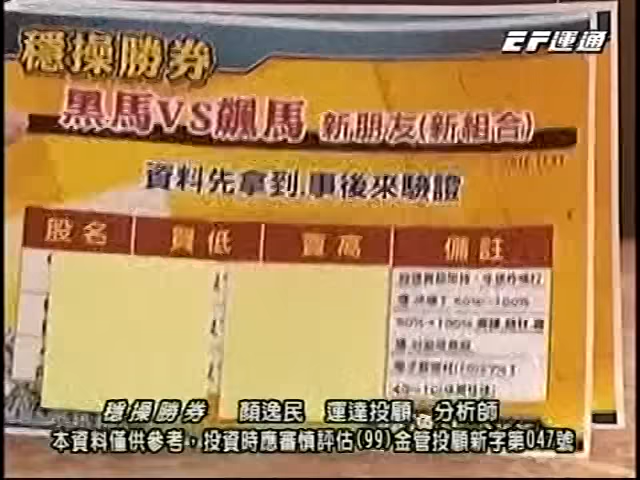 EF運通
穩操勝券
黑馬VS飆馬 新朋友(新組合)
資料先拿到,事後來驗證
股名 買低 賣高 備註
穩操勝券 顏逸民 運達投顧 分析師
本資料僅供參考,投資時應審慎評估(99)金管投顧新字第047號